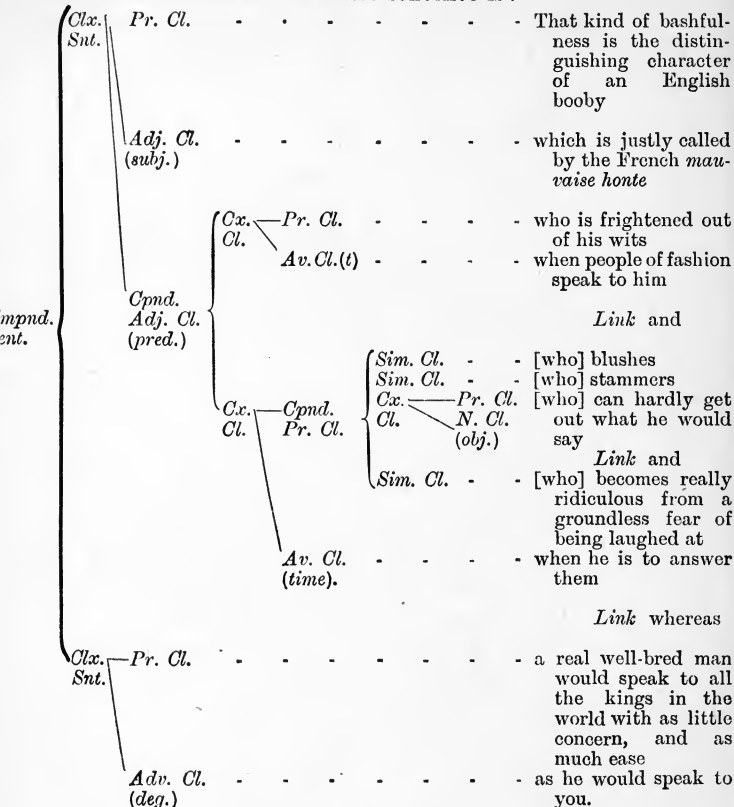 Clx. Pr. Cl. - - - - - - - That kind of bashful-
Snt. ness is the distin-
guishing character
of an English
booby
Adj. Cl. - - - - - - - which is justly called
(subj.) by the French mau-
vaise honte
Cx. Pr. Cl. - - - - who is frightened out
Cl. of his wits
Av. Cl. (t) - - - - when people of fashion
speak to him
Cpnd.
Adj. Cl. Link and
(pred.)
Sim. Cl. - - [who] blushes
Sim. Cl. - - [who] stammers
Cx. Cpnd. Cx. Pr. Cl. [who] can hardly get
Cl. Pr. Cl. Cl. N. Cl. out what he would
(obj.) say
Link and
Sim. Cl. - - [who] becomes really
ridiculous from a
groundless fear of
being laughed at
Av. Cl. - - - - when he is to answer
(time). them
Link whereas
Clx. Pr. Cl. - - - - - - - a real well-bred man
Snt. would speak to all
the kings in the
world with as little
concern, and as
much ease
Adv. Cl. - - - - - - - as he would speak to
(deg.) you.
mpnd.
ent.